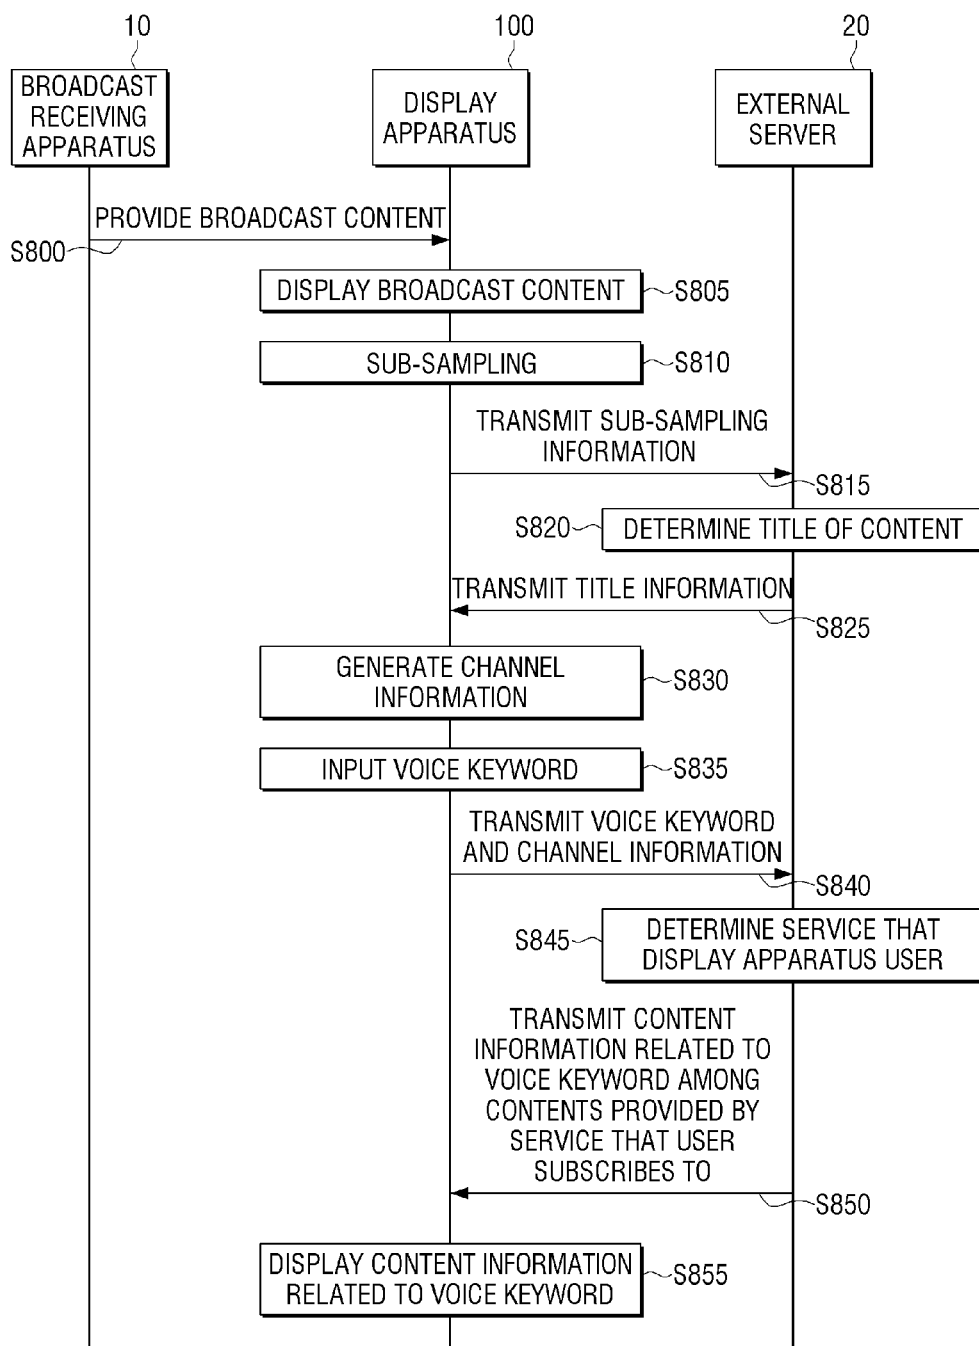 10
100
20
BROADCAST
RECEIVING
APPARATUS
DISPLAY
APPARATUS
EXTERNAL
SERVER
PROVIDE BROADCAST CONTENT
S800
DISPLAY BROADCAST CONTENT
S805
SUB-SAMPLING
S810
TRANSMIT SUB-SAMPLING
INFORMATION
S815
S820
DETERMINE TITLE OF CONTENT
TRANSMIT TITLE INFORMATION
S825
GENERATE CHANNEL
INFORMATION
S830
INPUT VOICE KEYWORD
S835
TRANSMIT VOICE KEYWORD
AND CHANNEL INFORMATION
S840
S845
DETERMINE SERVICE THAT
DISPLAY APPARATUS USER
TRANSMIT CONTENT
INFORMATION RELATED TO
VOICE KEYWORD AMONG
CONTENTS PROVIDED BY
SERVICE THAT USER
SUBSCRIBES TO
S850
DISPLAY CONTENT INFORMATION
RELATED TO VOICE KEYWORD
S855